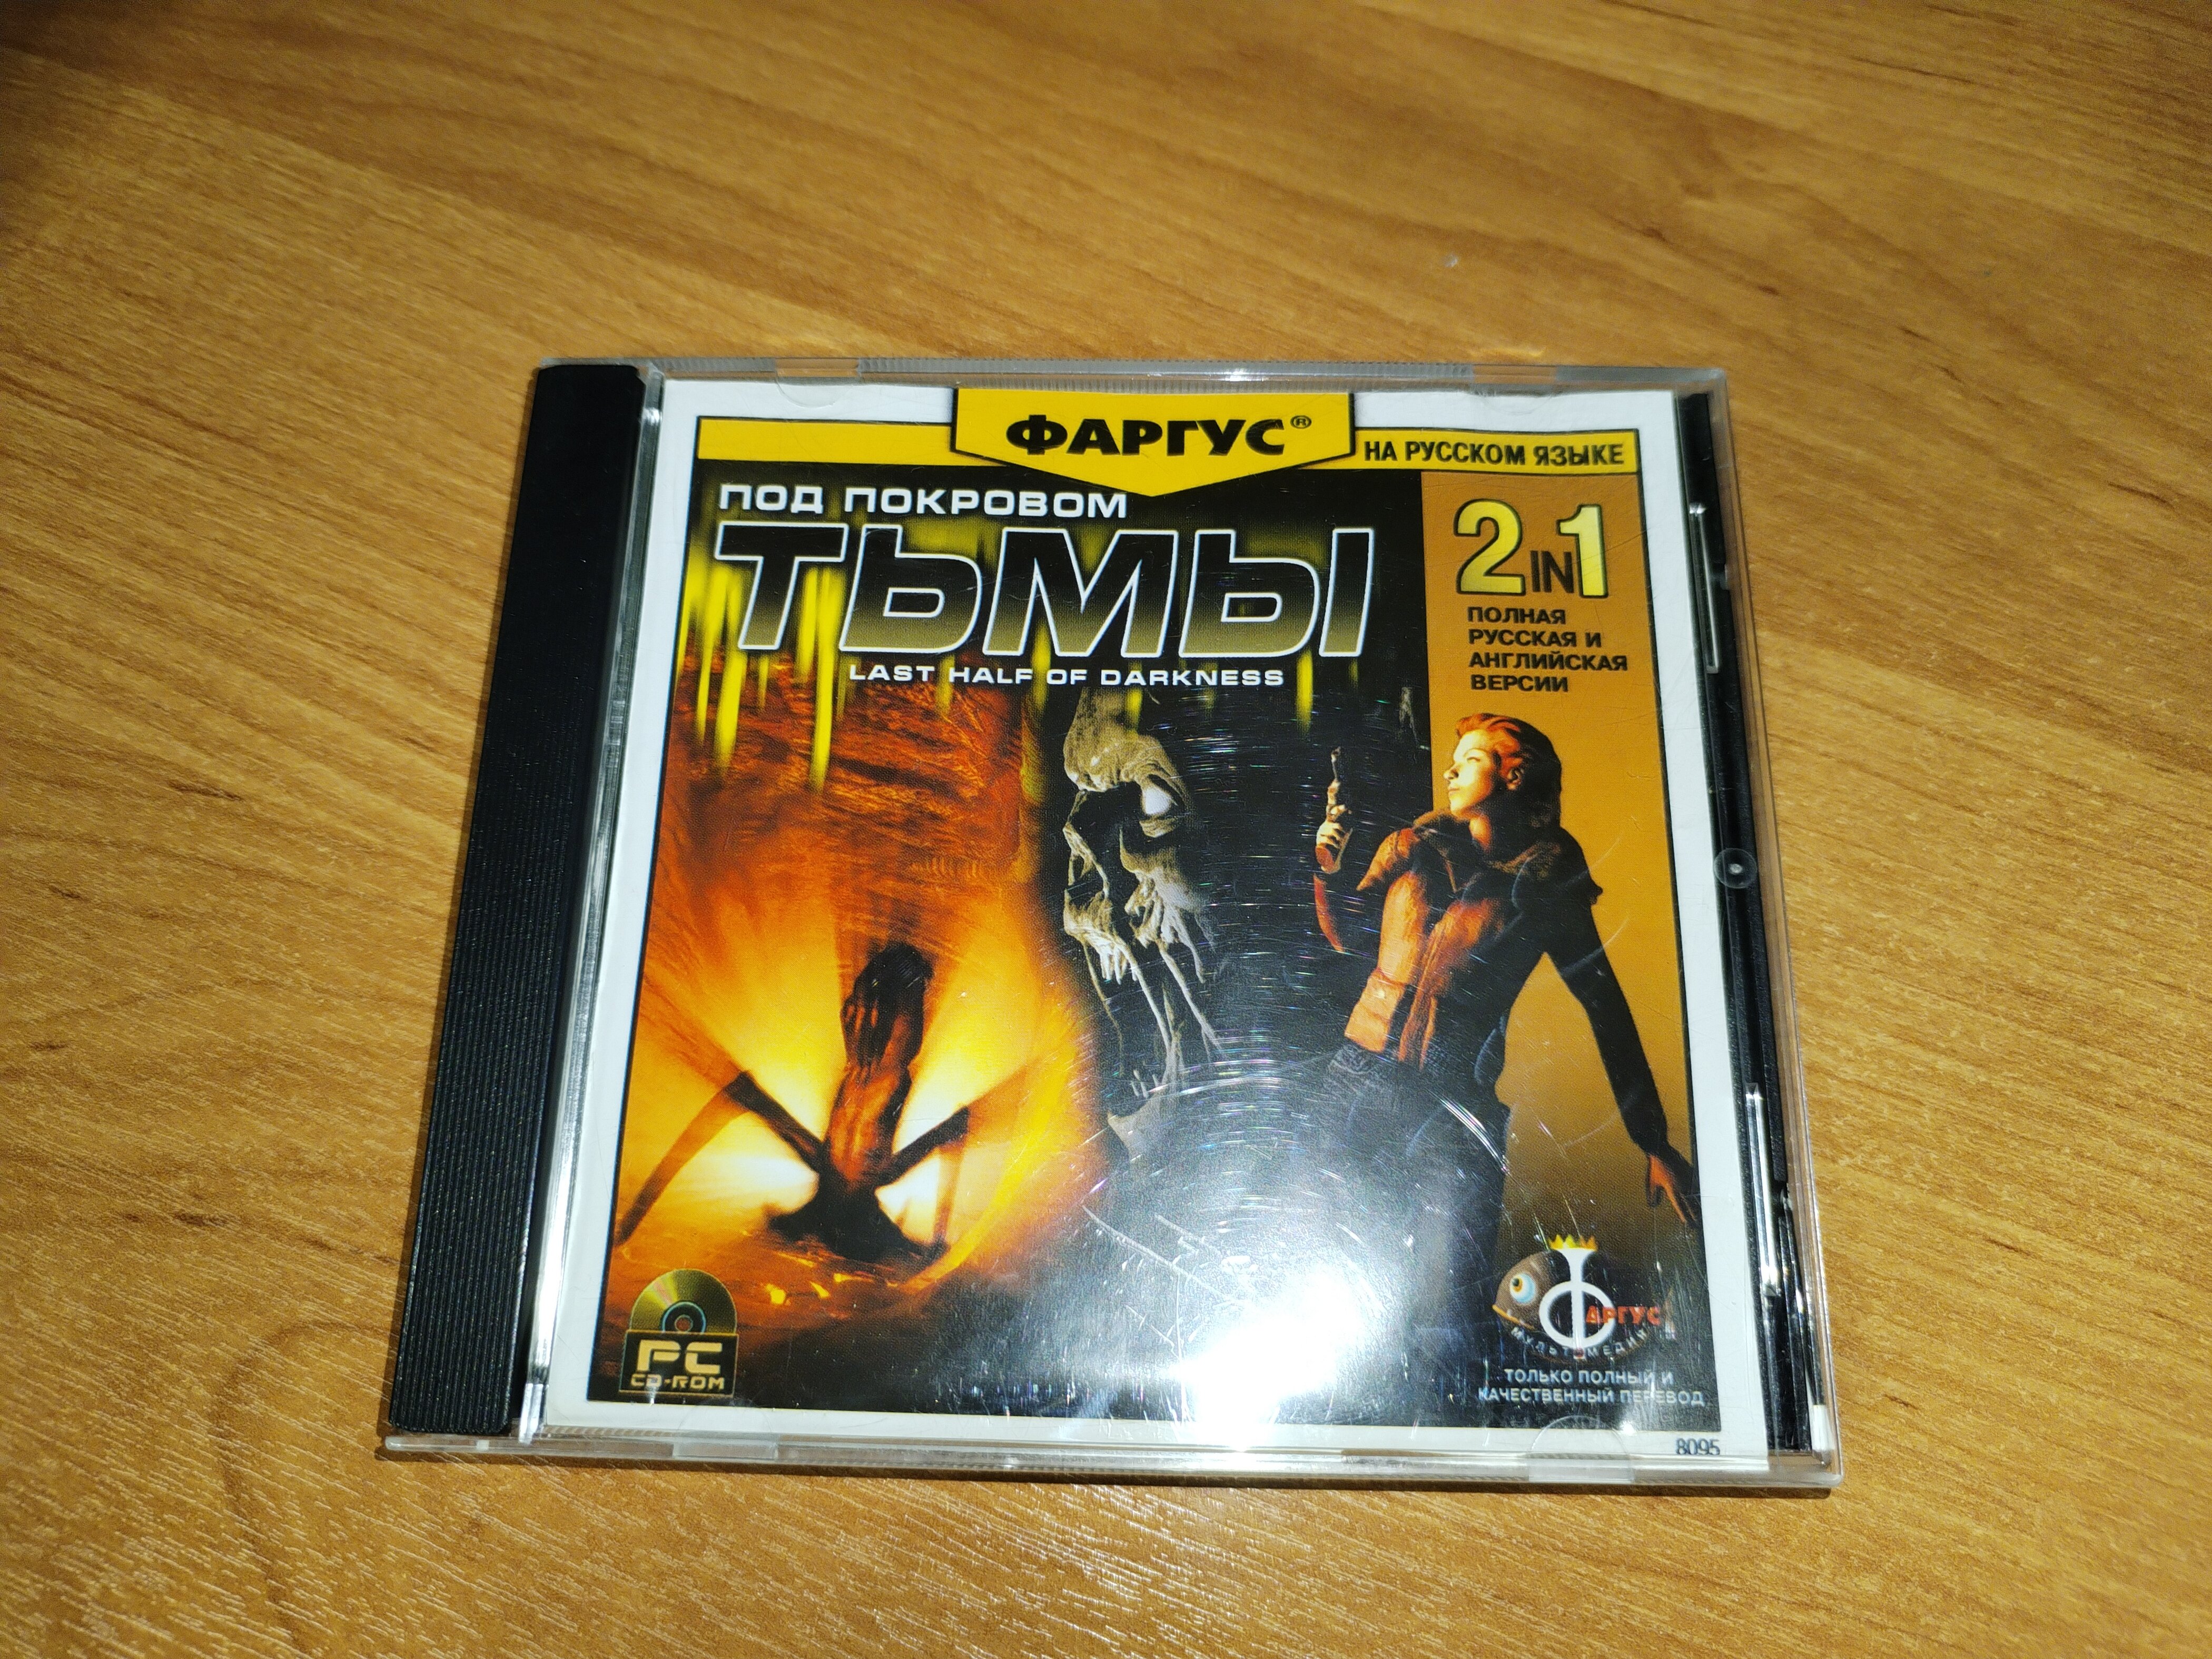 ФАРГУС®
НА РУССКОМ ЯЗЫКЕ
ПОД ПОКРОВОМ
ТЬМЫ
LAST HALF OF DARKNESS
2 IN 1
ПОЛНАЯ
РУССКАЯ И
АНГЛИЙСКАЯ
ВЕРСИИ
PC
CD-ROM
ФАРГУС
МУЛЬТИМЕДИА
ТОЛЬКО ПОЛНЫЙ И
КАЧЕСТВЕННЫЙ ПЕРЕВОД
8095